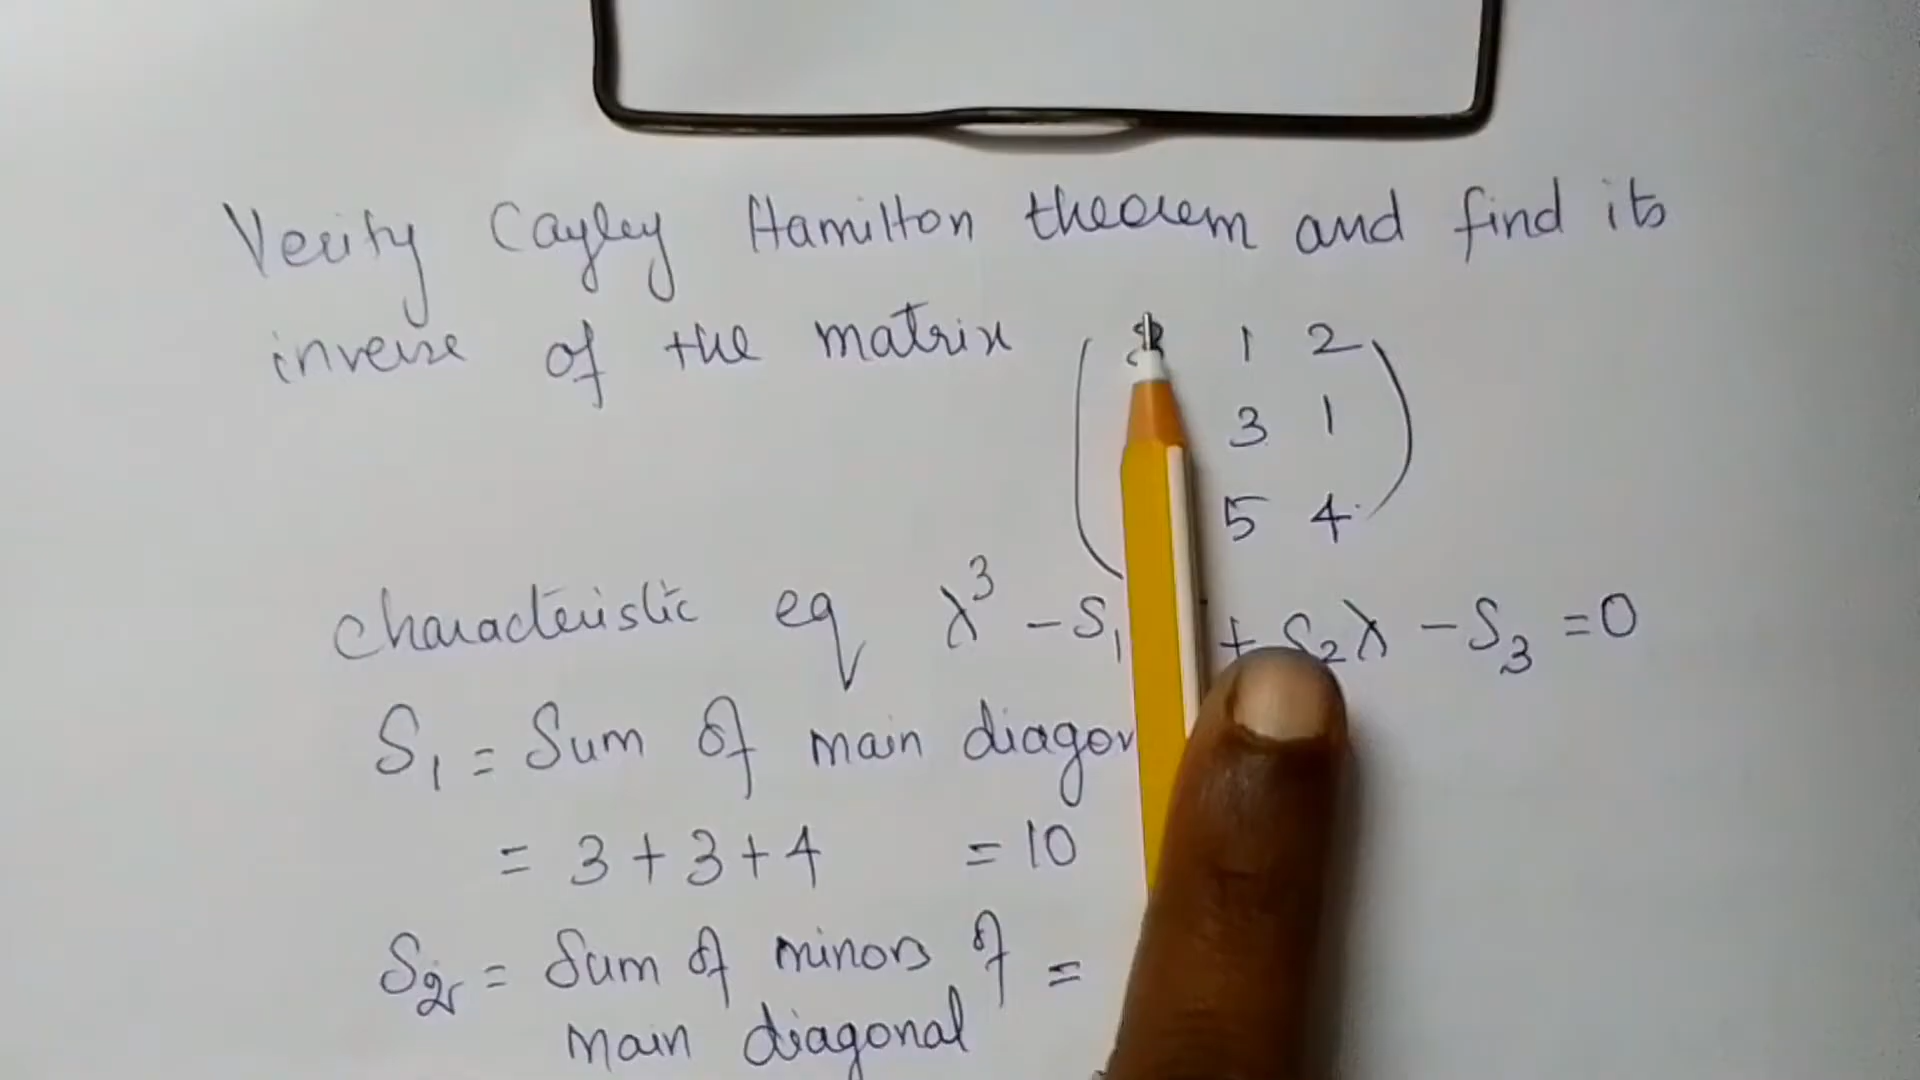 Verify Cayley Hamilton theorem and find its
inverse of the matrix 1 2
3 1
5 4
characteristic eq λ³ - S₁ + S₂λ - S₃ = 0
S₁ = Sum of main
= 3 + 3 + 4 = 10
S₂ = Sum of minors of =
main diagonal